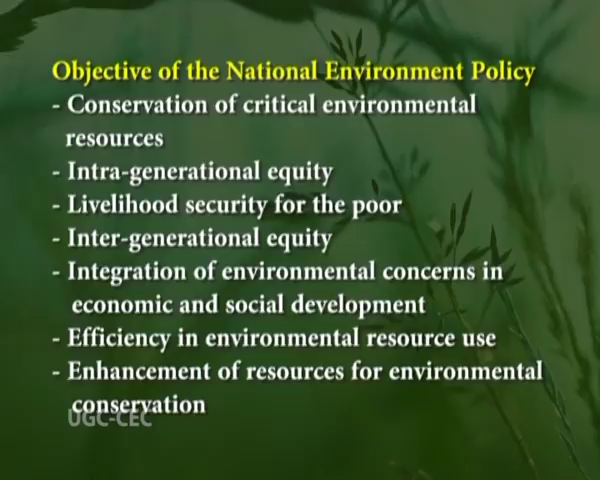 Objective of the National Environment Policy
- Conservation of critical environmental
resources
- Intra-generational equity
- Livelihood security for the poor
- Inter-generational equity
- Integration of environmental concerns in
economic and social development
- Efficiency in environmental resource use
- Enhancement of resources for environmental
conservation
UGC-CEC